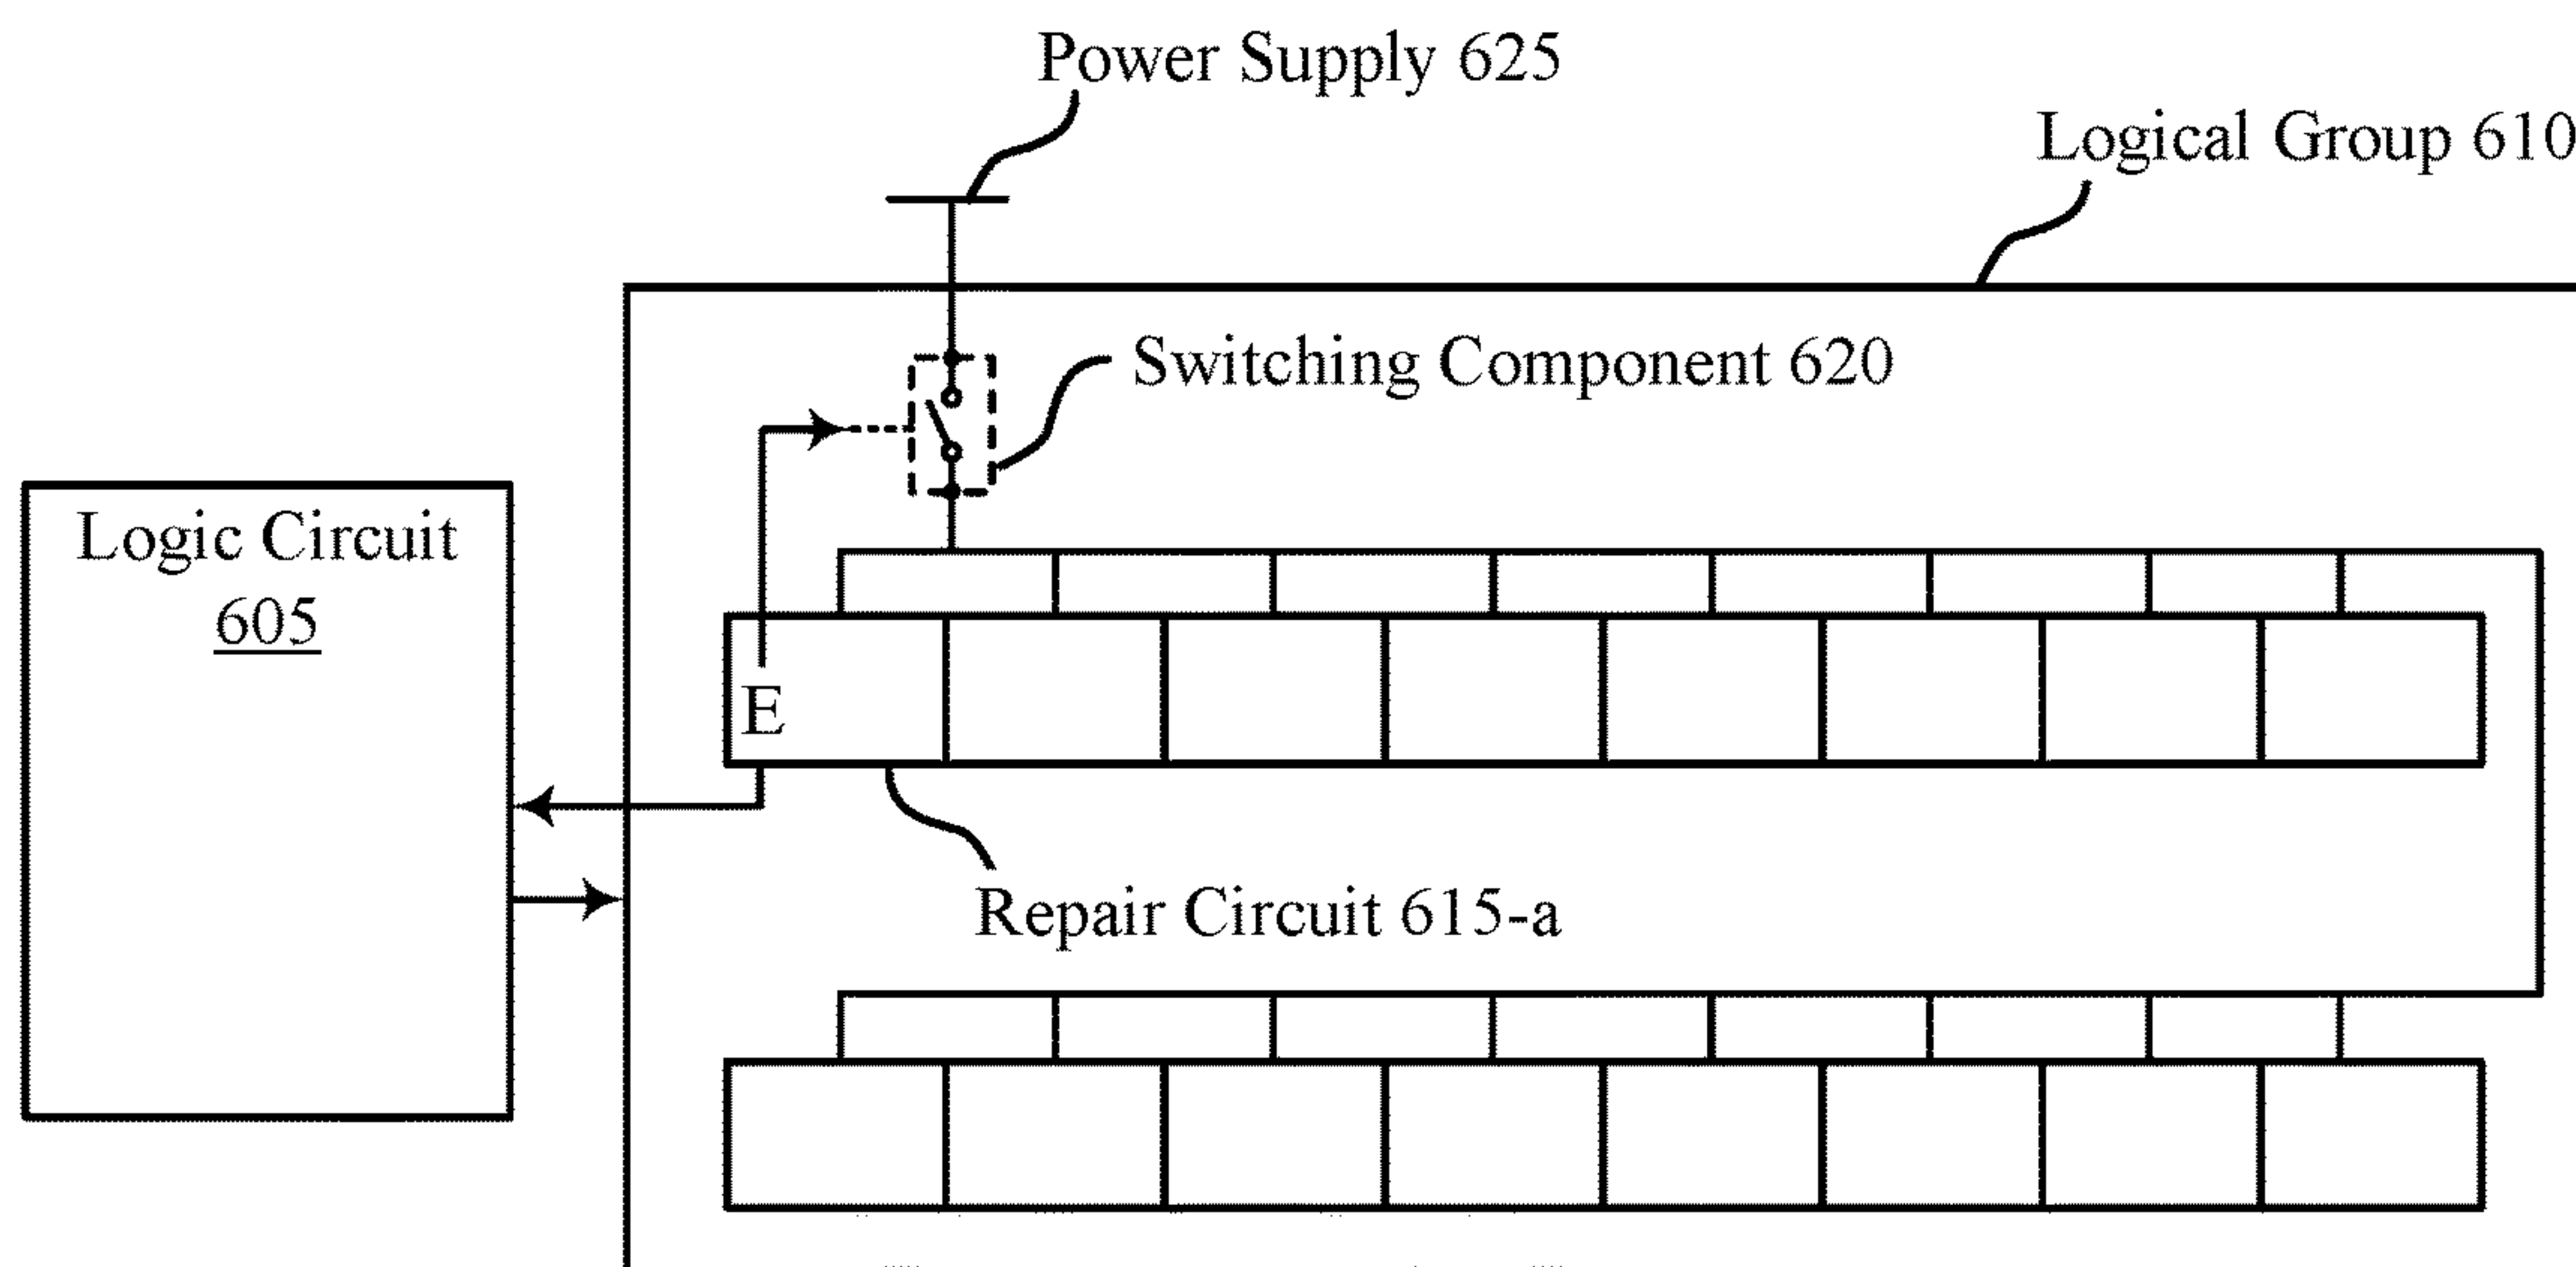 Power Supply 625
Logical Group 610
Switching Component 620
Logic Circuit
605
E
Repair Circuit 615-a